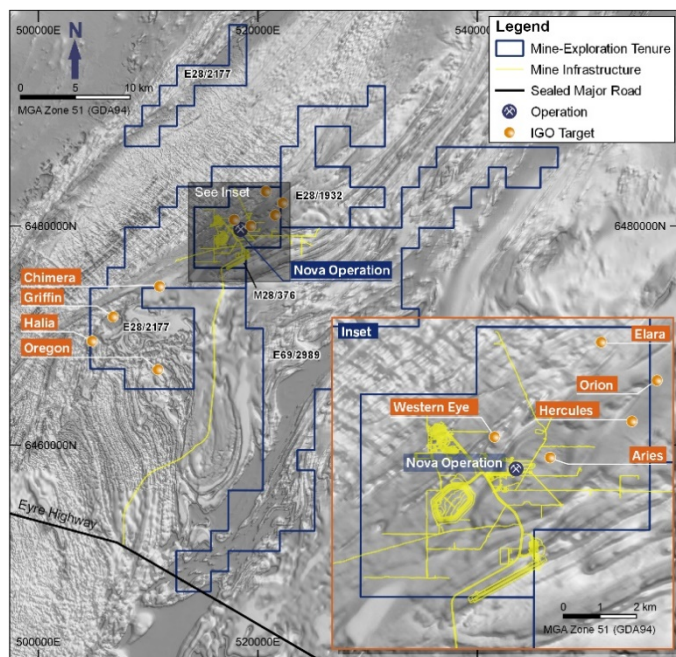 500000E
520000E
540000E
N
0 5 10 km
MGA Zone 51 (GDA94)
E28/2177
Legend
Mine-Exploration Tenure
Mine Infrastructure
Sealed Major Road
Operation
IGO Target
See Inset
E28/1932
6480000N
6480000N
Nova Operation
M28/376
Chimera
Griffin
Halia
Oregon
E28/2177
E69/2989
6460000N
Eyre Highway
500000E
520000E
Inset
Elara
Orion
Western Eye
Hercules
Nova Operation
Aries
0 1 2 km
MGA Zone 51 (GDA94)